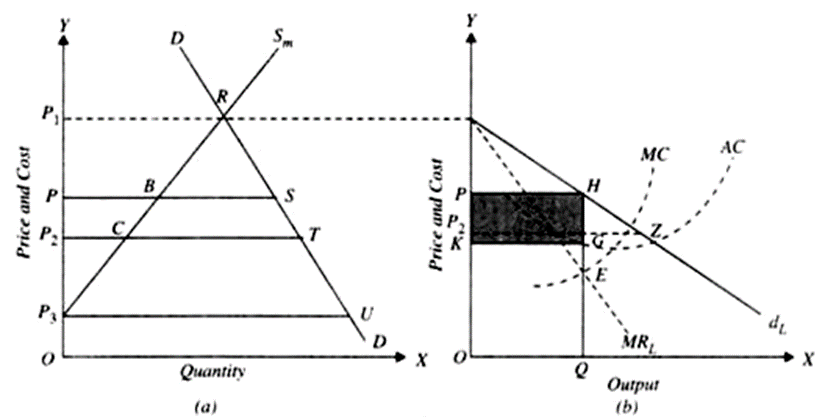 Y
D
Sm
R
P1
B
S
P
C
T
P2
P3
U
D
O
X
Price and Cost
Quantity
(a)
Y
MC
AC
P
H
P2
Z
K
G
E
dL
MRL
O
Q
X
Price and Cost
Output
(b)